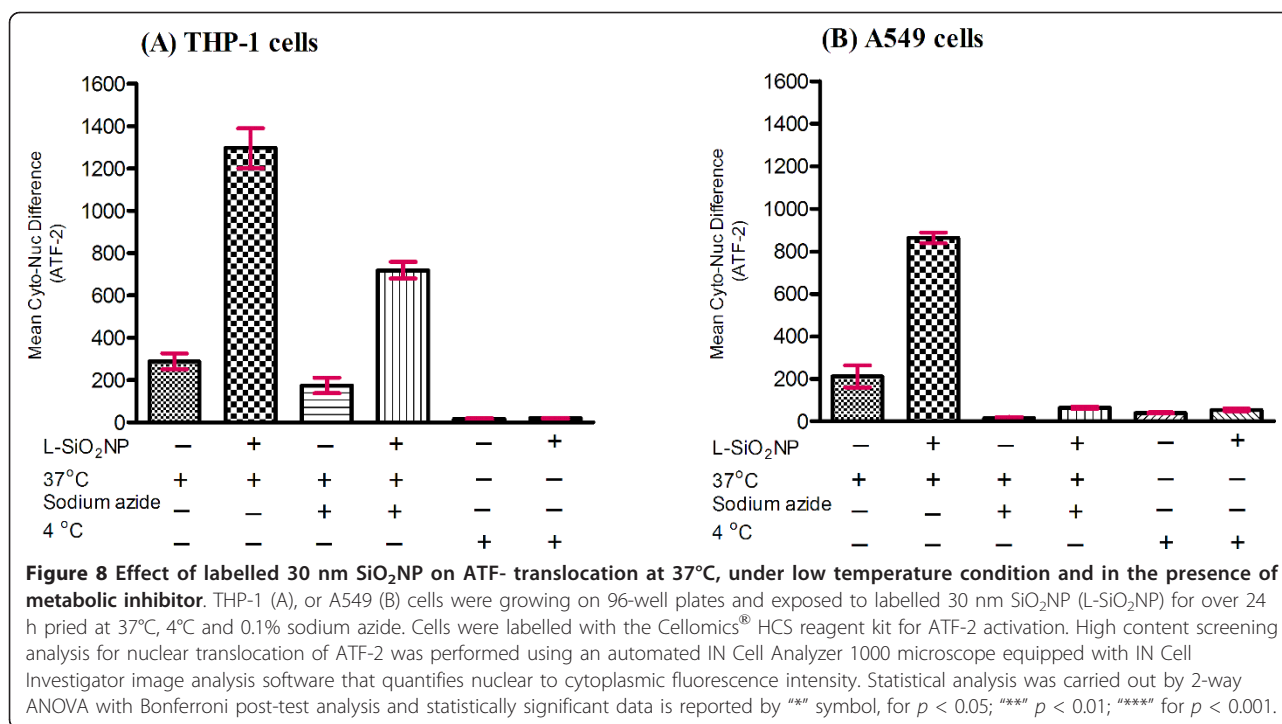 (A) THP-1 cells
1600
1400
1200
1000
800
600
400
200
0
Mean Cyto-Nuc Difference
(ATF-2)
L-SiO₂NP – + – + – +
37°C + + + + – –
Sodium azide – – + + – –
4 °C – – – – + +
(B) A549 cells
1600
1400
1200
1000
800
600
400
200
0
Mean Cyto-Nuc Difference
(ATF-2)
L-SiO₂NP – + – + – +
37°C + + + + – –
Sodium azide – – + + – –
4 °C – – – – + +
Figure 8 Effect of labelled 30 nm SiO₂NP on ATF- translocation at 37°C, under low temperature condition and in the presence of
metabolic inhibitor. THP-1 (A), or A549 (B) cells were growing on 96-well plates and exposed to labelled 30 nm SiO₂NP (L-SiO₂NP) for over 24
h pried at 37°C, 4°C and 0.1% sodium azide. Cells were labelled with the Cellomics® HCS reagent kit for ATF-2 activation. High content screening
analysis for nuclear translocation of ATF-2 was performed using an automated IN Cell Analyzer 1000 microscope equipped with IN Cell
Investigator image analysis software that quantifies nuclear to cytoplasmic fluorescence intensity. Statistical analysis was carried out by 2-way
ANOVA with Bonferroni post-test analysis and statistically significant data is reported by “*” symbol, for p < 0.05; “**” p < 0.01; “***” for p < 0.001.